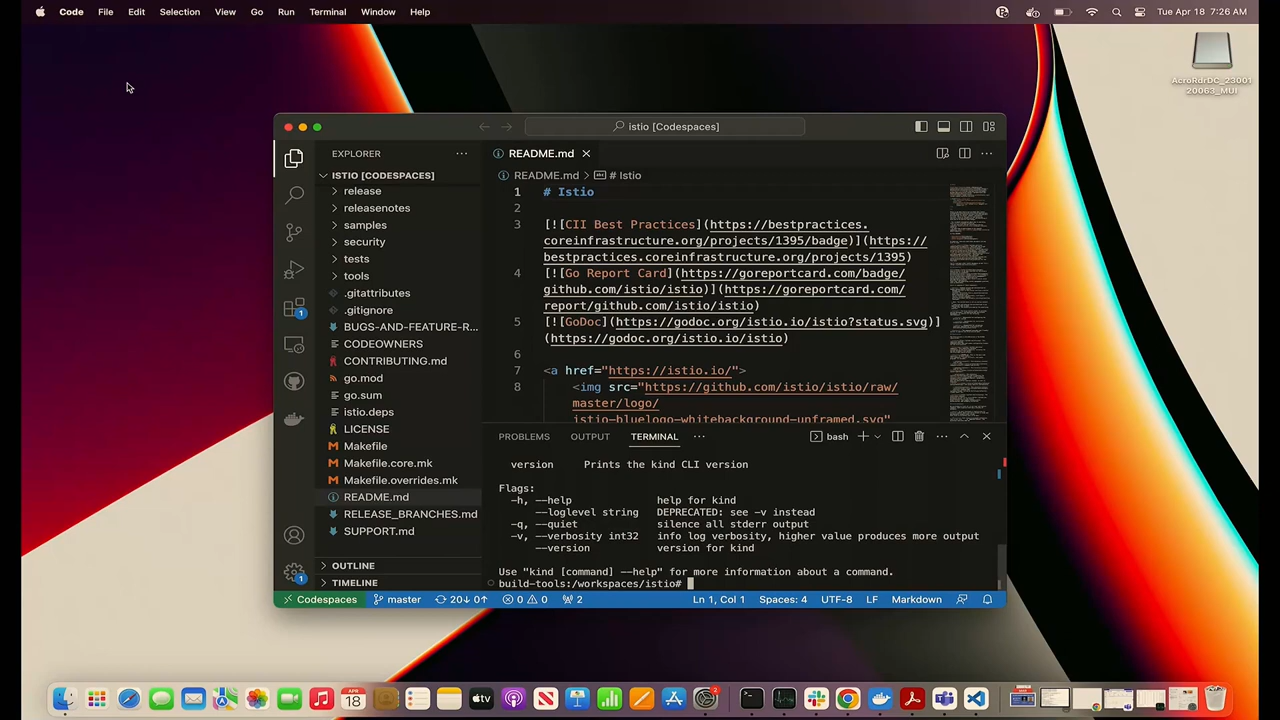 Code File Edit Selection View Go Run Terminal Window Help Tue Apr 18 7:26 AM
AcroRdrDC_23001
20063_MUI
istio [Codespaces]
EXPLORER
README.md
ISTIO [CODESPACES]
README.md > # Istio
release
releasenotes
samples
security
tests
tools
.gitattributes
.gitignore
BUGS-AND-FEATURE-R...
CODEOWNERS
CONTRIBUTING.md
go.mod
go.sum
istio.deps
LICENSE
Makefile
Makefile.core.mk
Makefile.overrides.mk
README.md
RELEASE_BRANCHES.md
SUPPORT.md
OUTLINE
TIMELINE
1 # Istio
2
3 [![CII Best Practices](https://bestpractices.
coreinfrastructure.org/projects/1395/badge)](https://
bestpractices.coreinfrastructure.org/projects/1395)
4 [![Go Report Card](https://goreportcard.com/badge/
github.com/istio/istio)](https://goreportcard.com/
report/github.com/istio/istio)
5 [![GoDoc](https://godoc.org/istio.io/istio?status.svg)]
(https://godoc.org/istio.io/istio)
6
7 <a href="https://istio.io/">
8 <img src="https://github.com/istio/istio/raw/
master/logo/
istio-bluelogo-whitebackground-unframed.svg"
PROBLEMS OUTPUT TERMINAL ... bash
version Prints the kind CLI version
Flags:
-h, --help help for kind
--loglevel string DEPRECATED: see -v instead
-q, --quiet silence all stderr output
-v, --verbosity int32 info log verbosity, higher value produces more output
--version version for kind
Use "kind [command] --help" for more information about a command.
build-tools:/workspaces/istio#
Codespaces master 20↓ 0↑ 0 0 2 Ln 1, Col 1 Spaces: 4 UTF-8 LF Markdown